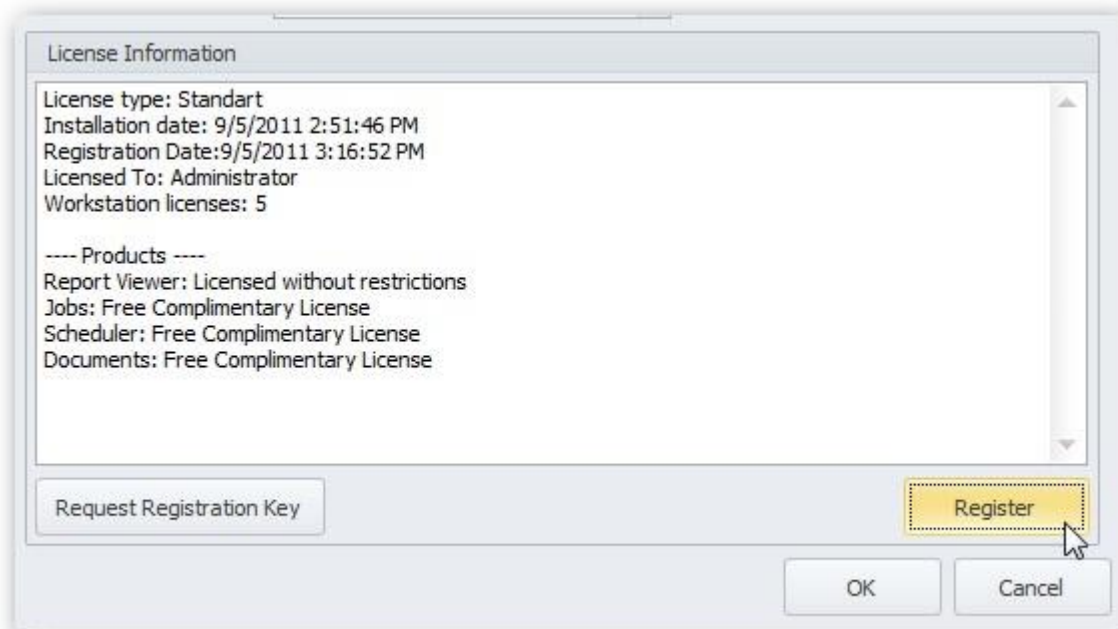 License Information
License type: Standart
Installation date: 9/5/2011 2:51:46 PM
Registration Date:9/5/2011 3:16:52 PM
Licensed To: Administrator
Workstation licenses: 5
---- Products ----
Report Viewer: Licensed without restrictions
Jobs: Free Complimentary License
Scheduler: Free Complimentary License
Documents: Free Complimentary License
Request Registration Key Register
OK Cancel